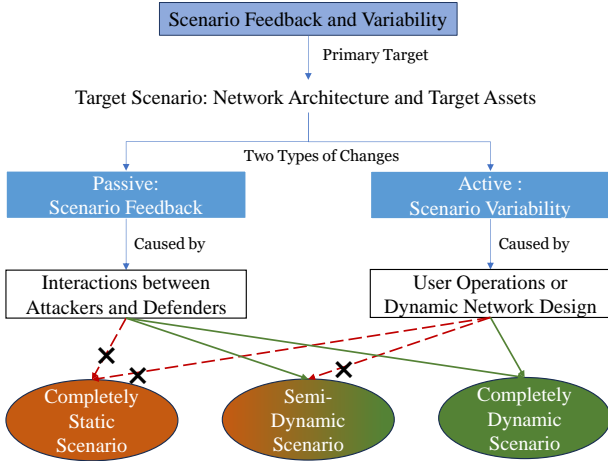 Scenario Feedback and Variability
Primary Target
Target Scenario: Network Architecture and Target Assets
Two Types of Changes
Passive:
Scenario Feedback
Active :
Scenario Variability
Caused by
Caused by
Interactions between
Attackers and Defenders
User Operations or
Dynamic Network Design
Completely
Static
Scenario
Semi-
Dynamic
Scenario
Completely
Dynamic
Scenario